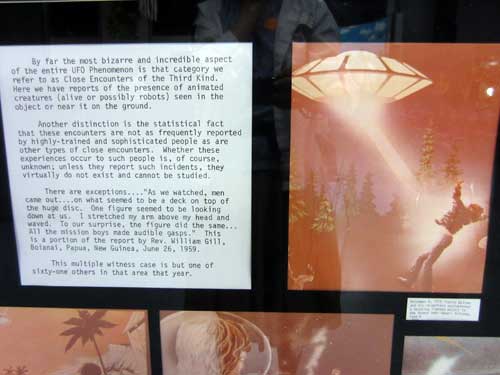 By far the most bizarre and incredible aspect
of the entire UFO Phenomenon is that category we
refer to as Close Encounters of the Third Kind.
Here we have reports of the presence of animated
creatures (alive or possibly robots) seen in the
object or near it on the ground.
Another distinction is the statistical fact
that these encounters are not as frequently reported
by highly-trained and sophisticated people as are
other types of close encounters. Whether these
experiences occur to such people is, of course,
unknown; unless they report such incidents, they
virtually do not exist and cannot be studied.
There are exceptions...."As we watched, men
came out....on what seemed to be a deck on top of
the huge disc. One figure seemed to be looking
down at us. I stretched my arm above my head and
waved. To our surprise, the figure did the same...
All the mission boys made audible gasps." This
is a portion of the report by Rev. William Gill,
Boianai, Papua, New Guinea, June 26, 1959.
This multiple witness case is but one of
sixty-one others in that area that year.
November 5, 1975 Travis Walton